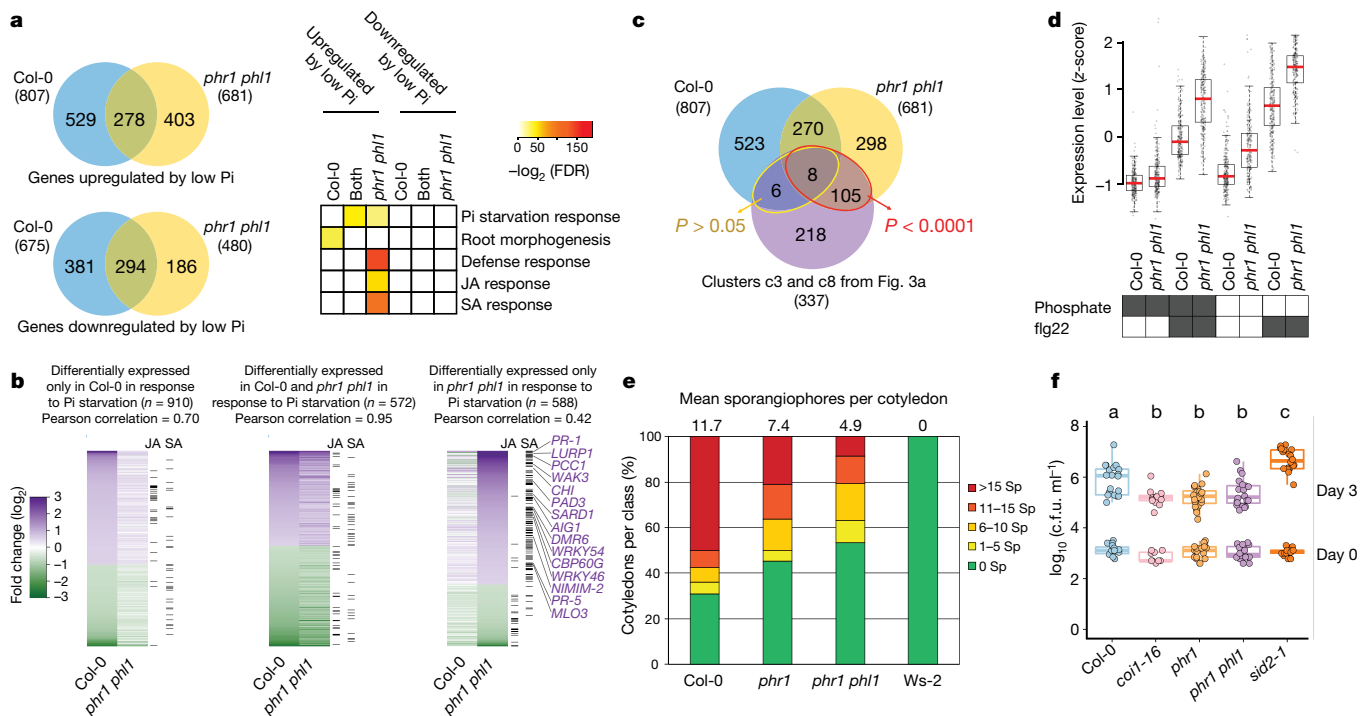 a
Col-0
(807)
phr1 phl1
(681)
529
278
403
Genes upregulated by low Pi
Col-0
(675)
phr1 phl1
(480)
381
294
186
Genes downregulated by low Pi
Upregulated
by low Pi
Downregulated
by low Pi
Col-0
Both
phr1 phl1
Col-0
Both
phr1 phl1
0 50 100 150
–log2 (FDR)
Pi starvation response
Root morphogenesis
Defense response
JA response
SA response
b
Differentially expressed
only in Col-0 in response
to Pi starvation (n = 910)
Pearson correlation = 0.70
Differentially expressed
in Col-0 and phr1 phl1 in
response to Pi starvation (n = 572)
Pearson correlation = 0.95
Differentially expressed only
in phr1 phl1 in response to
Pi starvation (n = 588)
Pearson correlation = 0.42
Fold change (log2)
3
2
1
0
–1
–2
–3
JA SA
JA SA
JA SA
Col-0
phr1 phl1
Col-0
phr1 phl1
Col-0
phr1 phl1
PR-1
LURP1
PCC1
WAK3
CHI
PAD3
SARD1
AIG1
DMR6
WRKY54
CBP60G
WRKY46
NIMIM-2
PR-5
MLO3
c
Col-0
(807)
phr1 phl1
(681)
523
270
298
8
6
105
218
P > 0.05
P < 0.0001
Clusters c3 and c8 from Fig. 3a
(337)
d
Expression level (z-score)
2
1
0
–1
Col-0
phr1 phl1
Col-0
phr1 phl1
Col-0
phr1 phl1
Col-0
phr1 phl1
Phosphate
flg22
e
Mean sporangiophores per cotyledon
11.7 7.4 4.9 0
Cotyledons per class (%)
100
80
60
40
20
0
Col-0
phr1
phr1 phl1
Ws-2
>15 Sp
11–15 Sp
6–10 Sp
1–5 Sp
0 Sp
f
log10 (c.f.u. ml–1)
8
6
4
2
0
a b b b c
Day 3
Day 0
Col-0
coi1-16
phr1
phr1 phl1
sid2-1